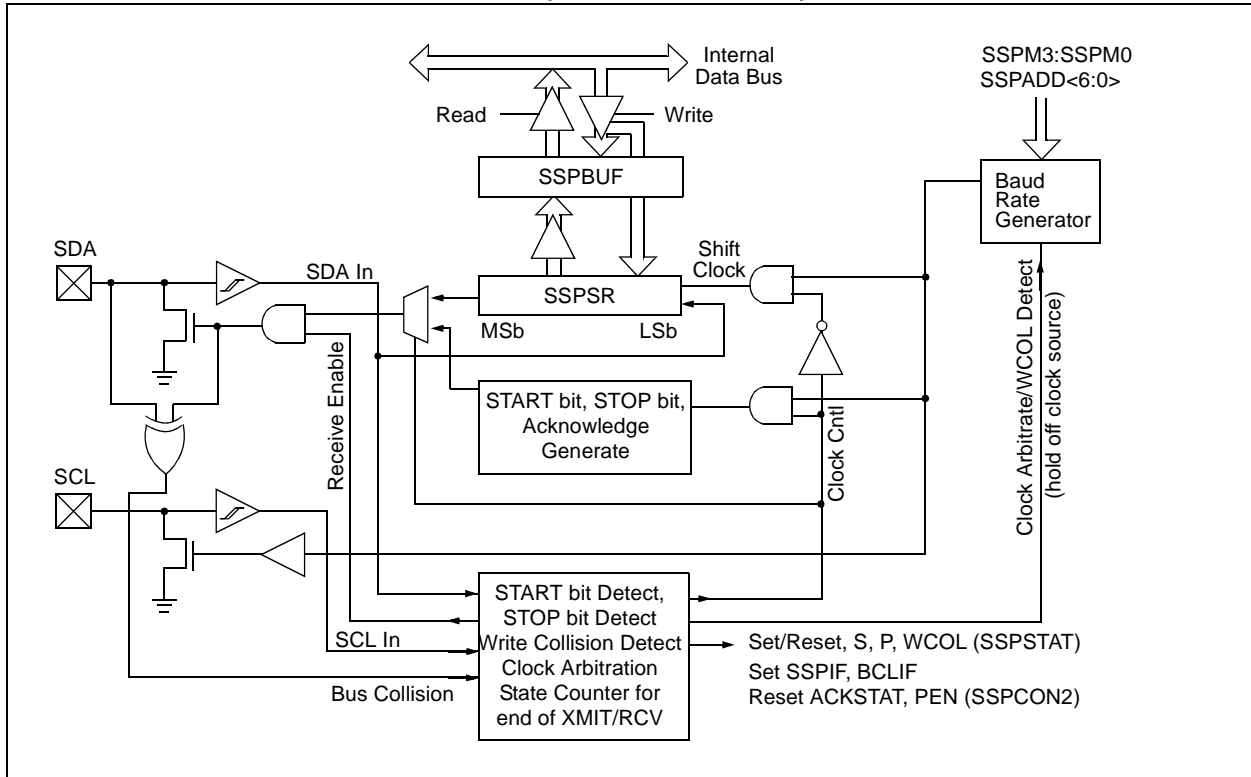 Internal
Data Bus
SSPM3:SSPM0
SSPADD<6:0>
Read
Write
SSPBUF
Baud
Rate
Generator
SDA
SDA In
Shift
Clock
SSPSR
MSb
LSb
Receive Enable
START bit, STOP bit,
Acknowledge
Generate
Clock Cntl
Clock Arbitrate/WCOL Detect
(hold off clock source)
SCL
START bit Detect,
STOP bit Detect
Write Collision Detect
Clock Arbitration
State Counter for
end of XMIT/RCV
SCL In
Bus Collision
Set/Reset, S, P, WCOL (SSPSTAT)
Set SSPIF, BCLIF
Reset ACKSTAT, PEN (SSPCON2)